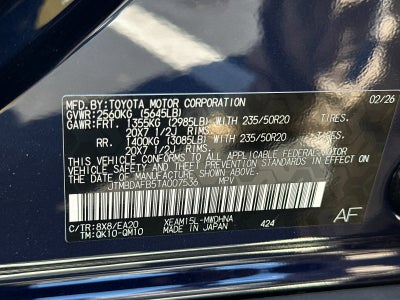 MFD. BY: TOYOTA MOTOR CORPORATION 02/26
GVWR: 2560KG (5645LB)
GAWR: FRT. 1355KG (2985LB) WITH 235/50R20 TIRES,
20X7 1/2J RIMS,
RR. 1400KG (3085LB) WITH 235/50R20 TIRES,
20X7 1/2J RIMS,
THIS VEHICLE CONFORMS TO ALL APPLICABLE FEDERAL MOTOR
VEHICLE SAFETY STANDARDS IN EFFECT ON THE DATE OF
MANUFACTURE SHOWN ABOVE.
JTMBDAFB5TA007536 MPV
C/TR: 8X8/EA20 XEAM15L-MWDHNA
TM: QK10-QM10 MADE IN JAPAN 424 AF